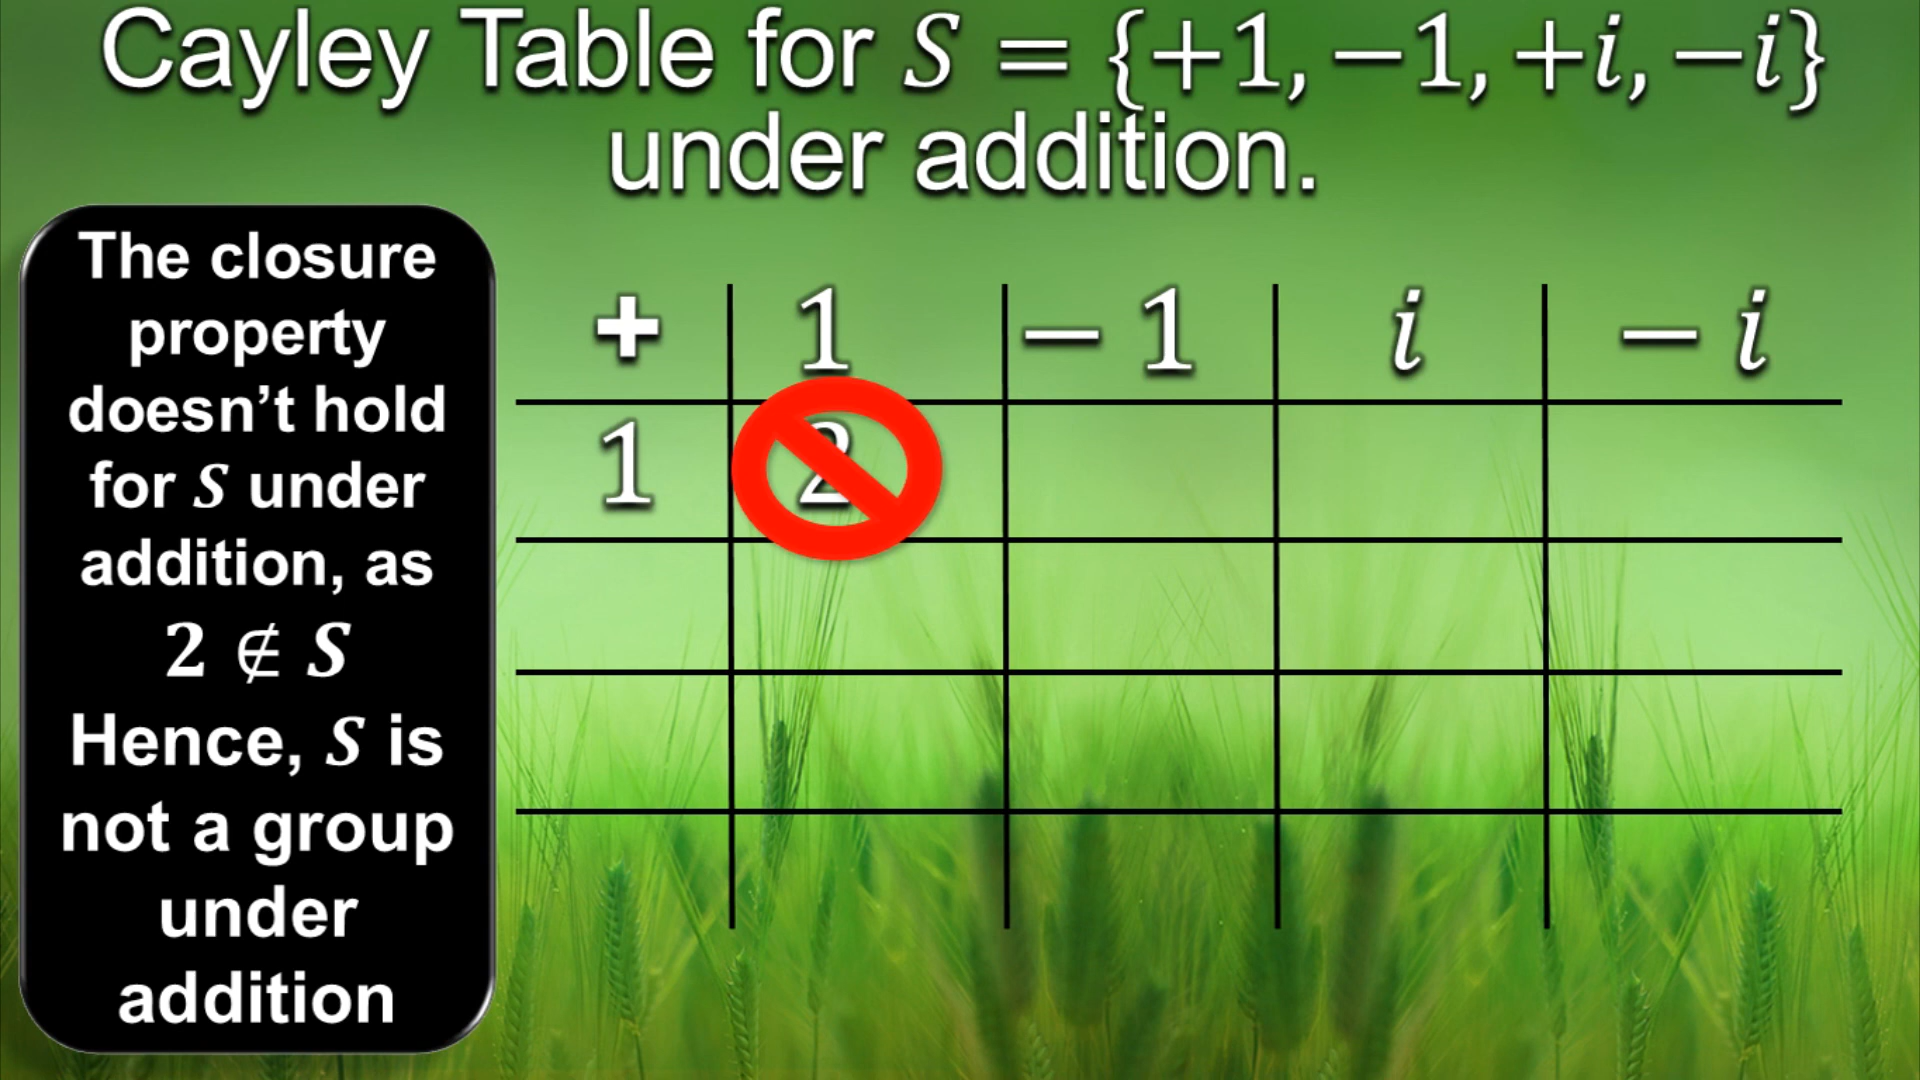 Cayley Table for S = {+1, −1, +i, −i}
under addition.
The closure
property
doesn’t hold
for S under
addition, as
2 ∉ S
Hence, S is
not a group
under
addition
+ 1 − 1 i − i
1 2